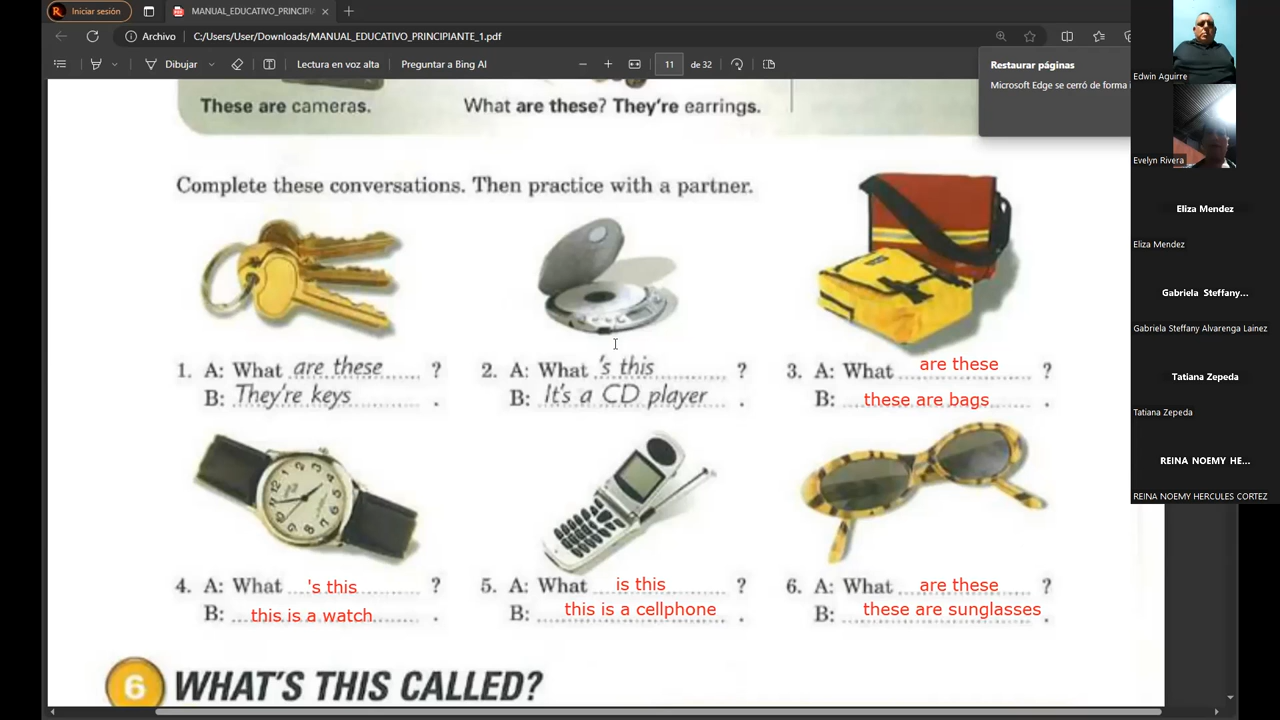 Iniciar sesión
MANUAL_EDUCATIVO_PRINCIPI
Archivo C:/Users/User/Downloads/MANUAL_EDUCATIVO_PRINCIPIANTE_1.pdf
Dibujar Lectura en voz alta Preguntar a Bing AI 11 de 32
Restaurar páginas
Microsoft Edge se cerró de forma
These are cameras. What are these? They're earrings.
Complete these conversations. Then practice with a partner.
1. A: What are these ?
B: They're keys .
2. A: What 's this ?
B: It's a CD player .
3. A: What are these ?
B: these are bags .
4. A: What 's this ?
B: this is a watch .
5. A: What is this ?
B: this is a cellphone .
6. A: What are these ?
B: these are sunglasses .
6 WHAT'S THIS CALLED?
Edwin Aguirre
Evelyn Rivera
Eliza Mendez
Eliza Mendez
Gabriela Steffany...
Gabriela Steffany Alvarenga Lainez
Tatiana Zepeda
Tatiana Zepeda
REINA NOEMY HE...
REINA NOEMY HERCULES CORTEZ